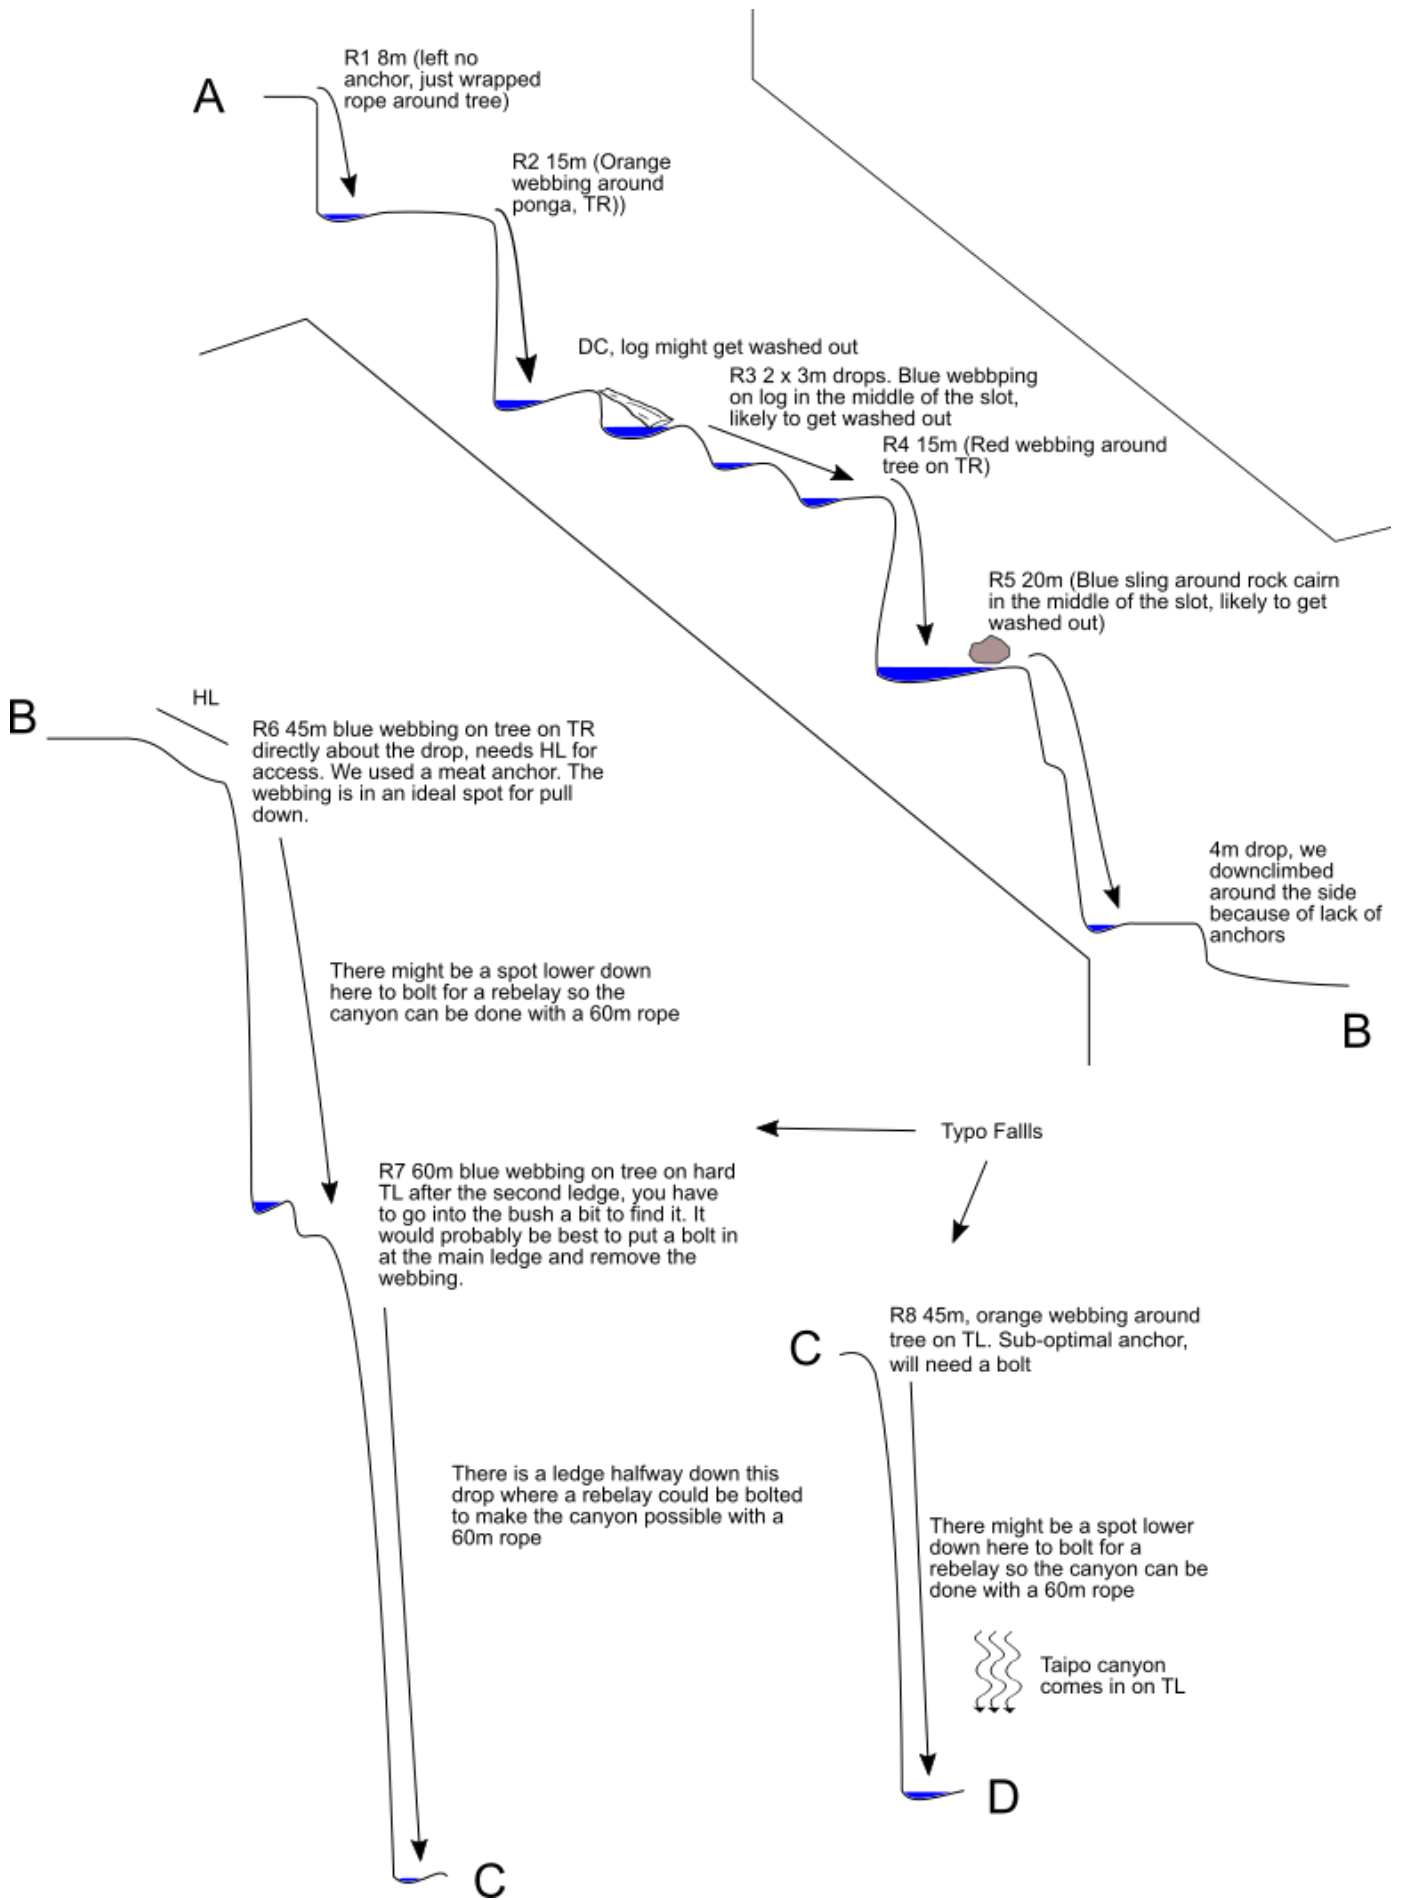 A
R1 8m (left no
anchor, just wrapped
rope around tree)
R2 15m (Orange
webbing around
ponga, TR))
DC, log might get washed out
R3 2 x 3m drops. Blue webbping
on log in the middle of the slot,
likely to get washed out
R4 15m (Red webbing around
tree on TR)
R5 20m (Blue sling around rock cairn
in the middle of the slot, likely to get
washed out)
4m drop, we
downclimbed
around the side
because of lack of
anchors
B
B
HL
R6 45m blue webbing on tree on TR
directly about the drop, needs HL for
access. We used a meat anchor. The
webbing is in an ideal spot for pull
down.
There might be a spot lower down
here to bolt for a rebelay so the
canyon can be done with a 60m rope
Typo Fallls
R7 60m blue webbing on tree on hard
TL after the second ledge, you have
to go into the bush a bit to find it. It
would probably be best to put a bolt in
at the main ledge and remove the
webbing.
There is a ledge halfway down this
drop where a rebelay could be bolted
to make the canyon possible with a
60m rope
C
C
R8 45m, orange webbing around
tree on TL. Sub-optimal anchor,
will need a bolt
There might be a spot lower
down here to bolt for a
rebelay so the canyon can be
done with a 60m rope
Taipo canyon
comes in on TL
D